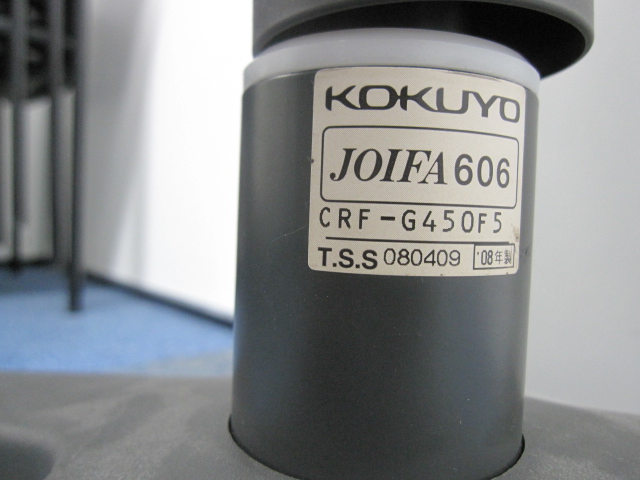 KOKUYO
JOIFA 606
CRF-G450F5
T.S.S 080409 '08年製